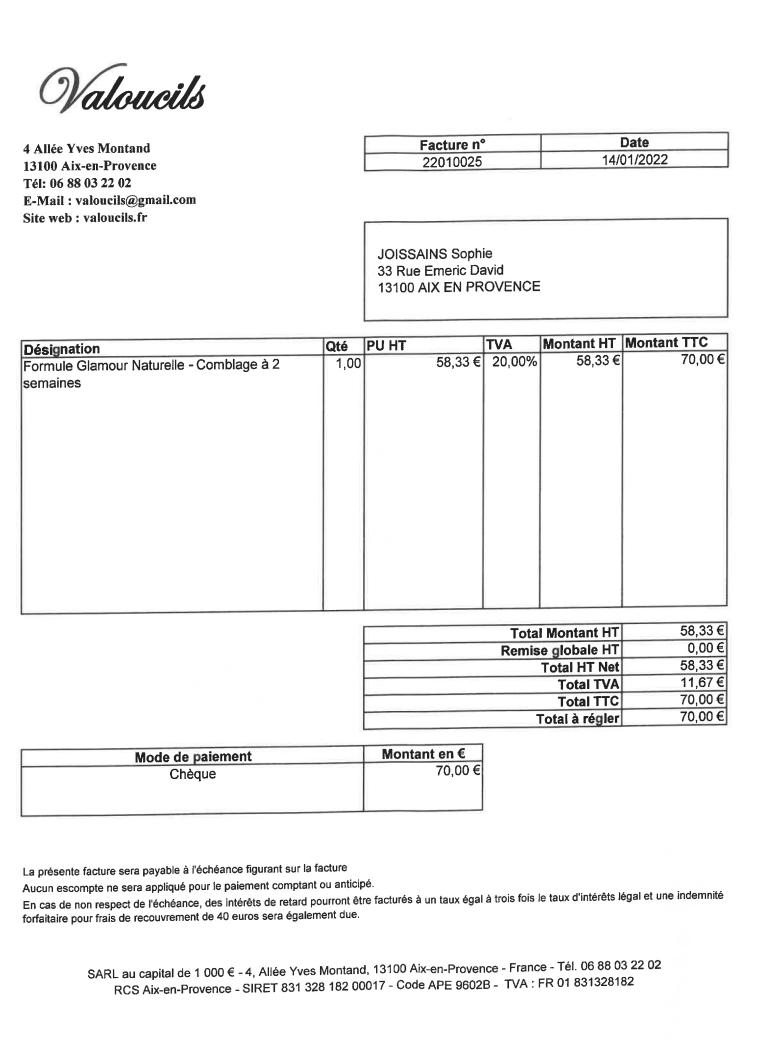 Valoucils
4 Allée Yves Montand
13100 Aix-en-Provence
Tél: 06 88 03 22 02
E-Mail : valoucils@gmail.com
Site web : valoucils.fr
Facture n° Date
22010025 14/01/2022
JOISSAINS Sophie
33 Rue Emeric David
13100 AIX EN PROVENCE
Désignation Qté PU HT TVA Montant HT Montant TTC
Formule Glamour Naturelle - Comblage à 2 1,00 58,33 € 20,00% 58,33 € 70,00 €
semaines
Total Montant HT 58,33 €
Remise globale HT 0,00 €
Total HT Net 58,33 €
Total TVA 11,67 €
Total TTC 70,00 €
Total à régler 70,00 €
Mode de paiement Montant en €
Chèque 70,00 €
La présente facture sera payable à l'échéance figurant sur la facture
Aucun escompte ne sera appliqué pour le paiement comptant ou anticipé.
En cas de non respect de l'échéance, des intérêts de retard pourront être facturés à un taux égal à trois fois le taux d'intérêts légal et une indemnité
forfaitaire pour frais de recouvrement de 40 euros sera également due.
SARL au capital de 1 000 € - 4, Allée Yves Montand, 13100 Aix-en-Provence - France - Tél. 06 88 03 22 02
RCS Aix-en-Provence - SIRET 831 328 182 00017 - Code APE 9602B - TVA : FR 01 831328182